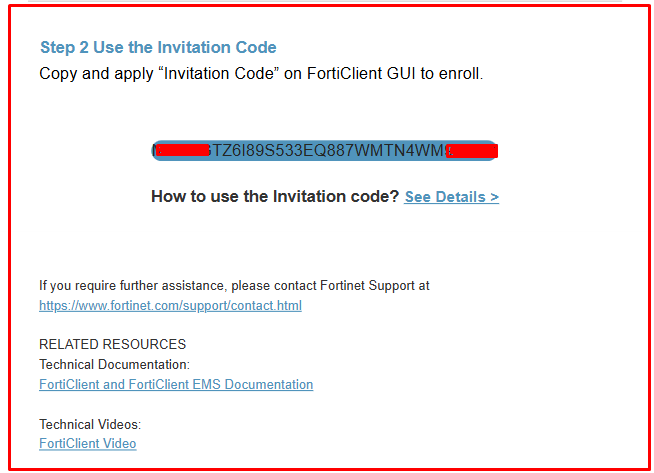 Step 2 Use the Invitation Code
Copy and apply “Invitation Code” on FortiClient GUI to enroll.
TZ6I89S533EQ887WMTN4WM
How to use the Invitation code? See Details >
If you require further assistance, please contact Fortinet Support at
https://www.fortinet.com/support/contact.html
RELATED RESOURCES
Technical Documentation:
FortiClient and FortiClient EMS Documentation
Technical Videos:
FortiClient Video